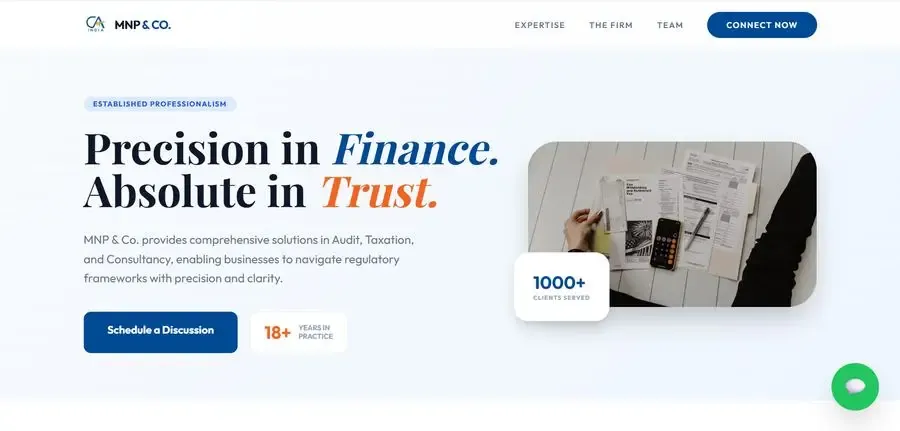 CA
INDIA
MNP & CO.
EXPERTISE
THE FIRM
TEAM
CONNECT NOW
ESTABLISHED PROFESSIONALISM
Precision in Finance.
Absolute in Trust.
MNP & Co. provides comprehensive solutions in Audit, Taxation,
and Consultancy, enabling businesses to navigate regulatory
frameworks with precision and clarity.
Schedule a Discussion
18+
YEARS IN
PRACTICE
1000+
CLIENTS SERVED